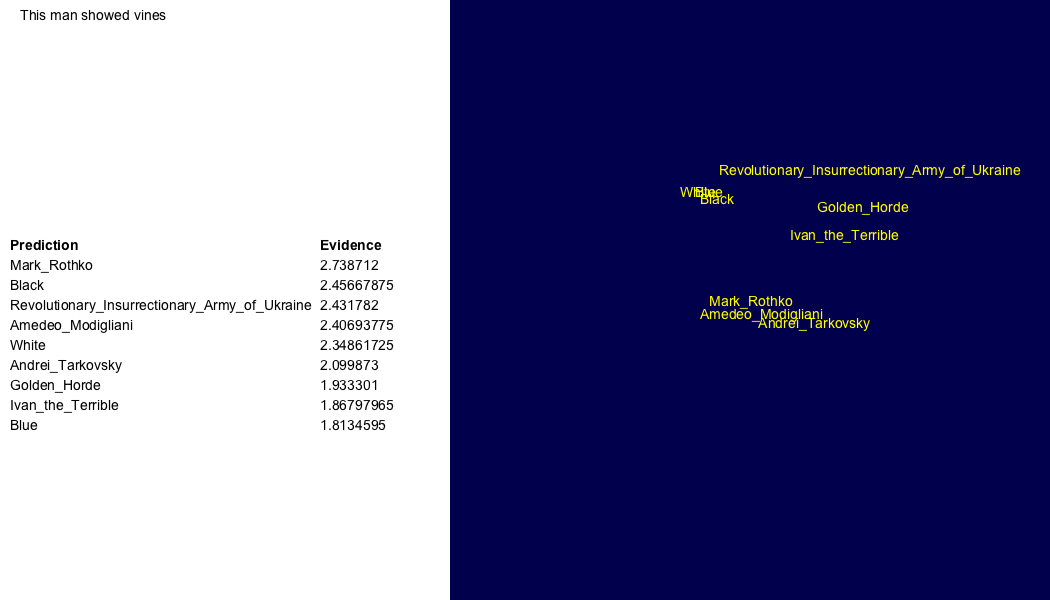 This man showed vines
Prediction Evidence
Mark_Rothko 2.738712
Black 2.45667875
Revolutionary_Insurrectionary_Army_of_Ukraine 2.431782
Amedeo_Modigliani 2.40693775
White 2.34861725
Andrei_Tarkovsky 2.099873
Golden_Horde 1.933301
Ivan_the_Terrible 1.86797965
Blue 1.8134595
Revolutionary_Insurrectionary_Army_of_Ukraine
White Blue
Black
Golden_Horde
Ivan_the_Terrible
Mark_Rothko
Amedeo_Modigliani
Andrei_Tarkovsky